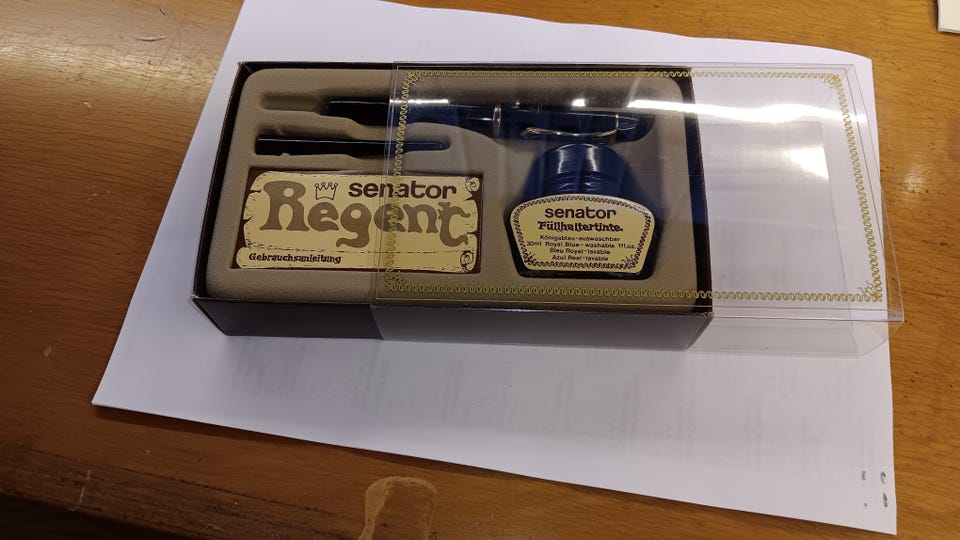 senator
Regent
Gebrauchsanleitung
senator
Füllhaltertinte.
Königsblau-auswaschbar
30ml Royal Blue-washable 1fl.oz.
Bleu Royal-lavable
Azul Real-lavable